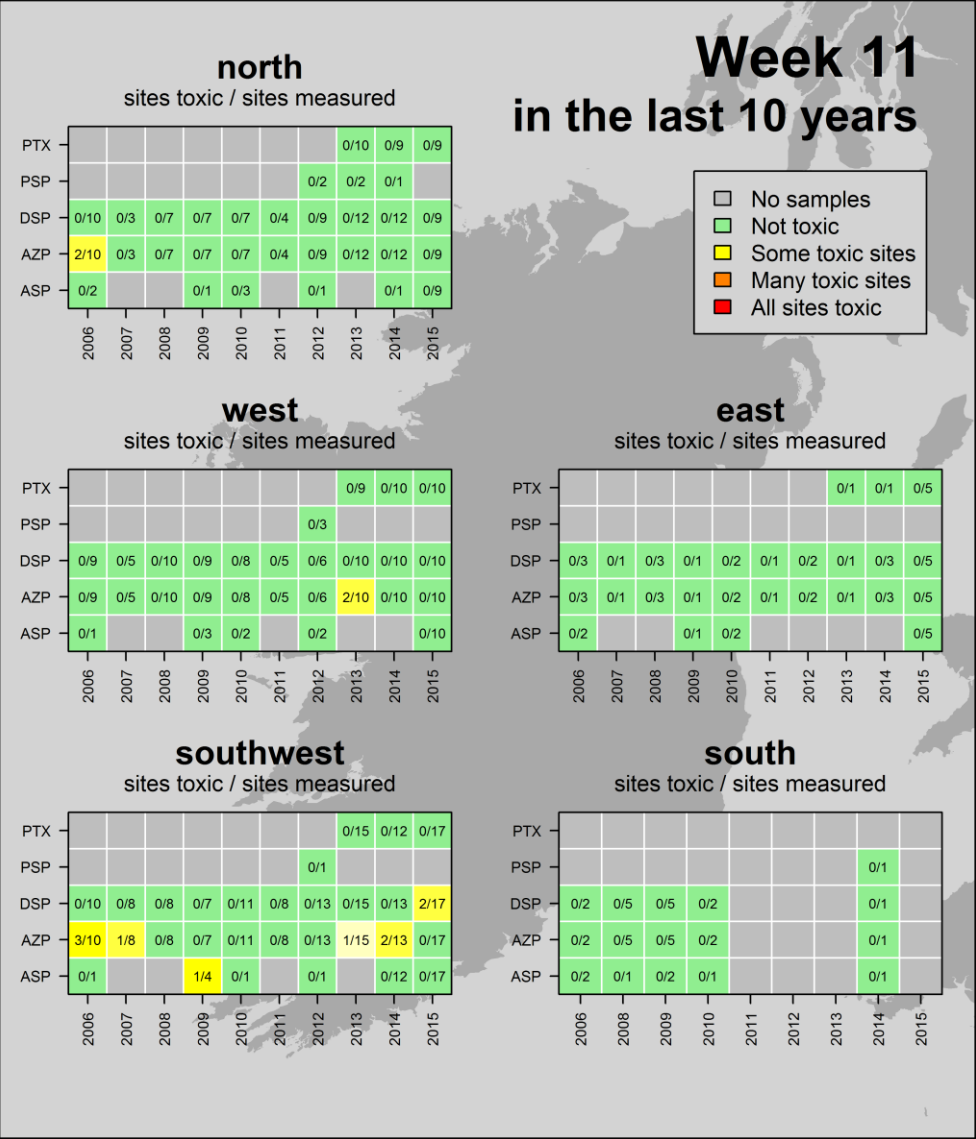 Week 11
in the last 10 years
No samples
Not toxic
Some toxic sites
Many toxic sites
All sites toxic
north
sites toxic / sites measured
PTX 0/10 0/9 0/9
PSP 0/2 0/2 0/1
DSP 0/10 0/3 0/7 0/7 0/7 0/4 0/9 0/12 0/12 0/9
AZP 2/10 0/3 0/7 0/7 0/7 0/4 0/9 0/12 0/12 0/9
ASP 0/2 0/1 0/3 0/1 0/1 0/9
2006 2007 2008 2009 2010 2011 2012 2013 2014 2015
west
sites toxic / sites measured
PTX 0/9 0/10 0/10
PSP 0/3
DSP 0/9 0/5 0/10 0/9 0/8 0/5 0/6 0/10 0/10 0/10
AZP 0/9 0/5 0/10 0/9 0/8 0/5 0/6 2/10 0/10 0/10
ASP 0/1 0/3 0/2 0/2 0/10
2006 2007 2008 2009 2010 2011 2012 2013 2014 2015
east
sites toxic / sites measured
PTX 0/1 0/1 0/5
PSP
DSP 0/3 0/1 0/3 0/1 0/2 0/1 0/2 0/1 0/3 0/5
AZP 0/3 0/1 0/3 0/1 0/2 0/1 0/2 0/1 0/3 0/5
ASP 0/2 0/1 0/2 0/5
2006 2007 2008 2009 2010 2011 2012 2013 2014 2015
southwest
sites toxic / sites measured
PTX 0/15 0/12 0/17
PSP 0/1
DSP 0/10 0/8 0/8 0/7 0/11 0/8 0/13 0/15 0/13 2/17
AZP 3/10 1/8 0/8 0/7 0/11 0/8 0/13 1/15 2/13 0/17
ASP 0/1 1/4 0/1 0/1 0/12 0/17
2006 2007 2008 2009 2010 2011 2012 2013 2014 2015
south
sites toxic / sites measured
PTX
PSP 0/1
DSP 0/2 0/5 0/5 0/2 0/1
AZP 0/2 0/5 0/5 0/2 0/1
ASP 0/2 0/1 0/2 0/1 0/1
2006 2008 2009 2010 2011 2012 2013 2014 2015